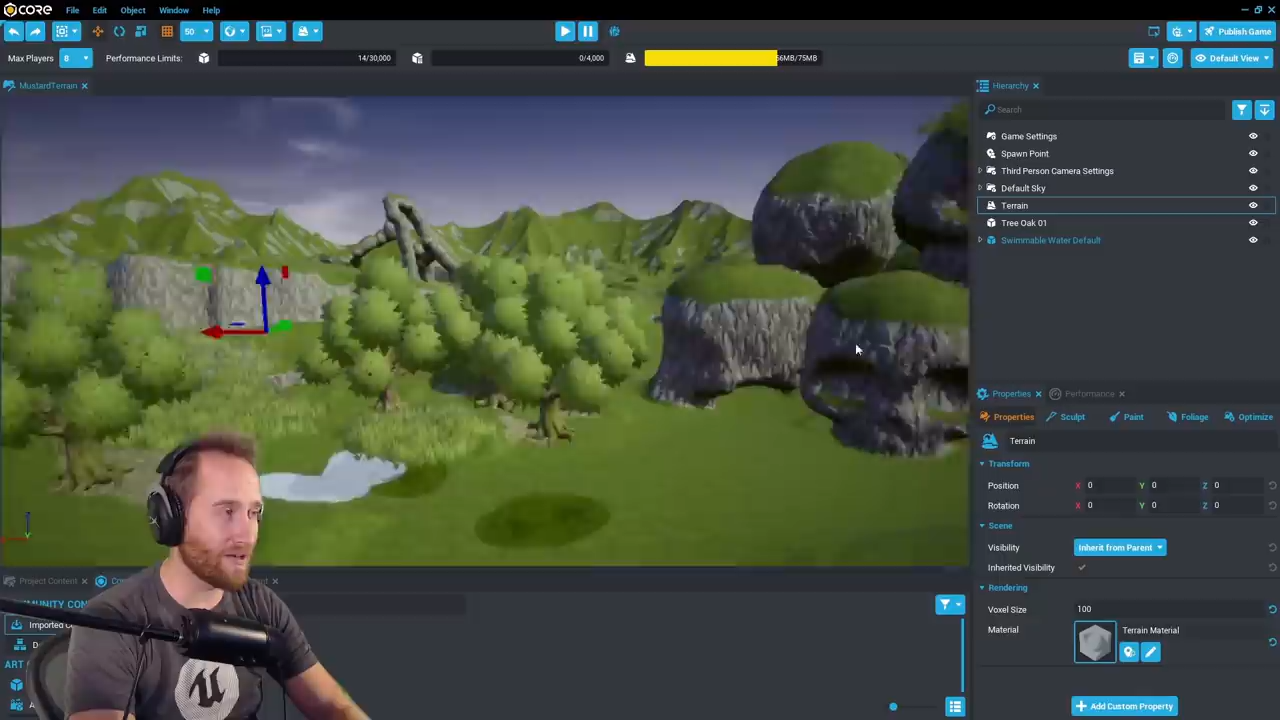 CORE File Edit Object Window Help
50 Publish Game
Max Players 8 Performance Limits: 14/30,000 0/4,000 56MB/75MB Default View
MustardTerrain
Hierarchy
Search
Game Settings
Spawn Point
Third Person Camera Settings
Default Sky
Terrain
Tree Oak 01
Swimmable Water Default
Properties Performance
Properties Sculpt Paint Foliage Optimize
Terrain
Transform
Position X 0 Y 0 Z 0
Rotation X 0 Y 0 Z 0
Scene
Visibility Inherit from Parent
Inherited Visibility
Rendering
Voxel Size 100
Material Terrain Material
Add Custom Property
Project Content
Imported
ART